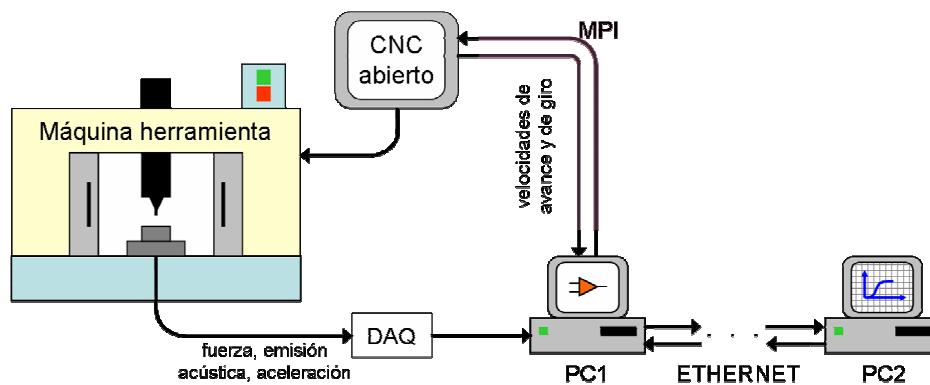 MPI
CNC
abierto
Máquina herramienta
velocidades de
avance y de giro
fuerza, emisión
acústica, aceleración
DAQ
PC1
ETHERNET
PC2